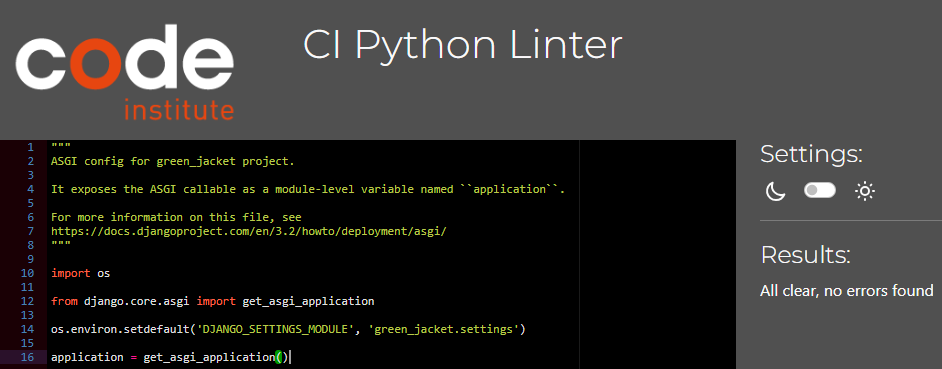 code
institute
CI Python Linter
1 """
2 ASGI config for green_jacket project.
3
4 It exposes the ASGI callable as a module-level variable named ``application``.
5
6 For more information on this file, see
7 https://docs.djangoproject.com/en/3.2/howto/deployment/asgi/
8 """
9
10 import os
11
12 from django.core.asgi import get_asgi_application
13
14 os.environ.setdefault('DJANGO_SETTINGS_MODULE', 'green_jacket.settings')
15
16 application = get_asgi_application()
Settings:
Results:
All clear, no errors found